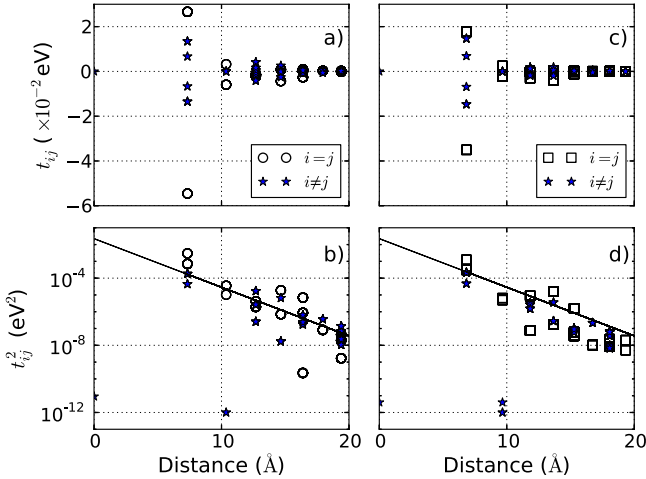 a)
c)
2
0
−2
−4
−6
t_ij ( ×10⁻² eV)
i = j
i≠j
i = j
i≠j
b)
d)
10⁻⁴
10⁻⁸
10⁻¹²
t²_ij (eV²)
0 10 20 0 10 20
Distance (Å) Distance (Å)